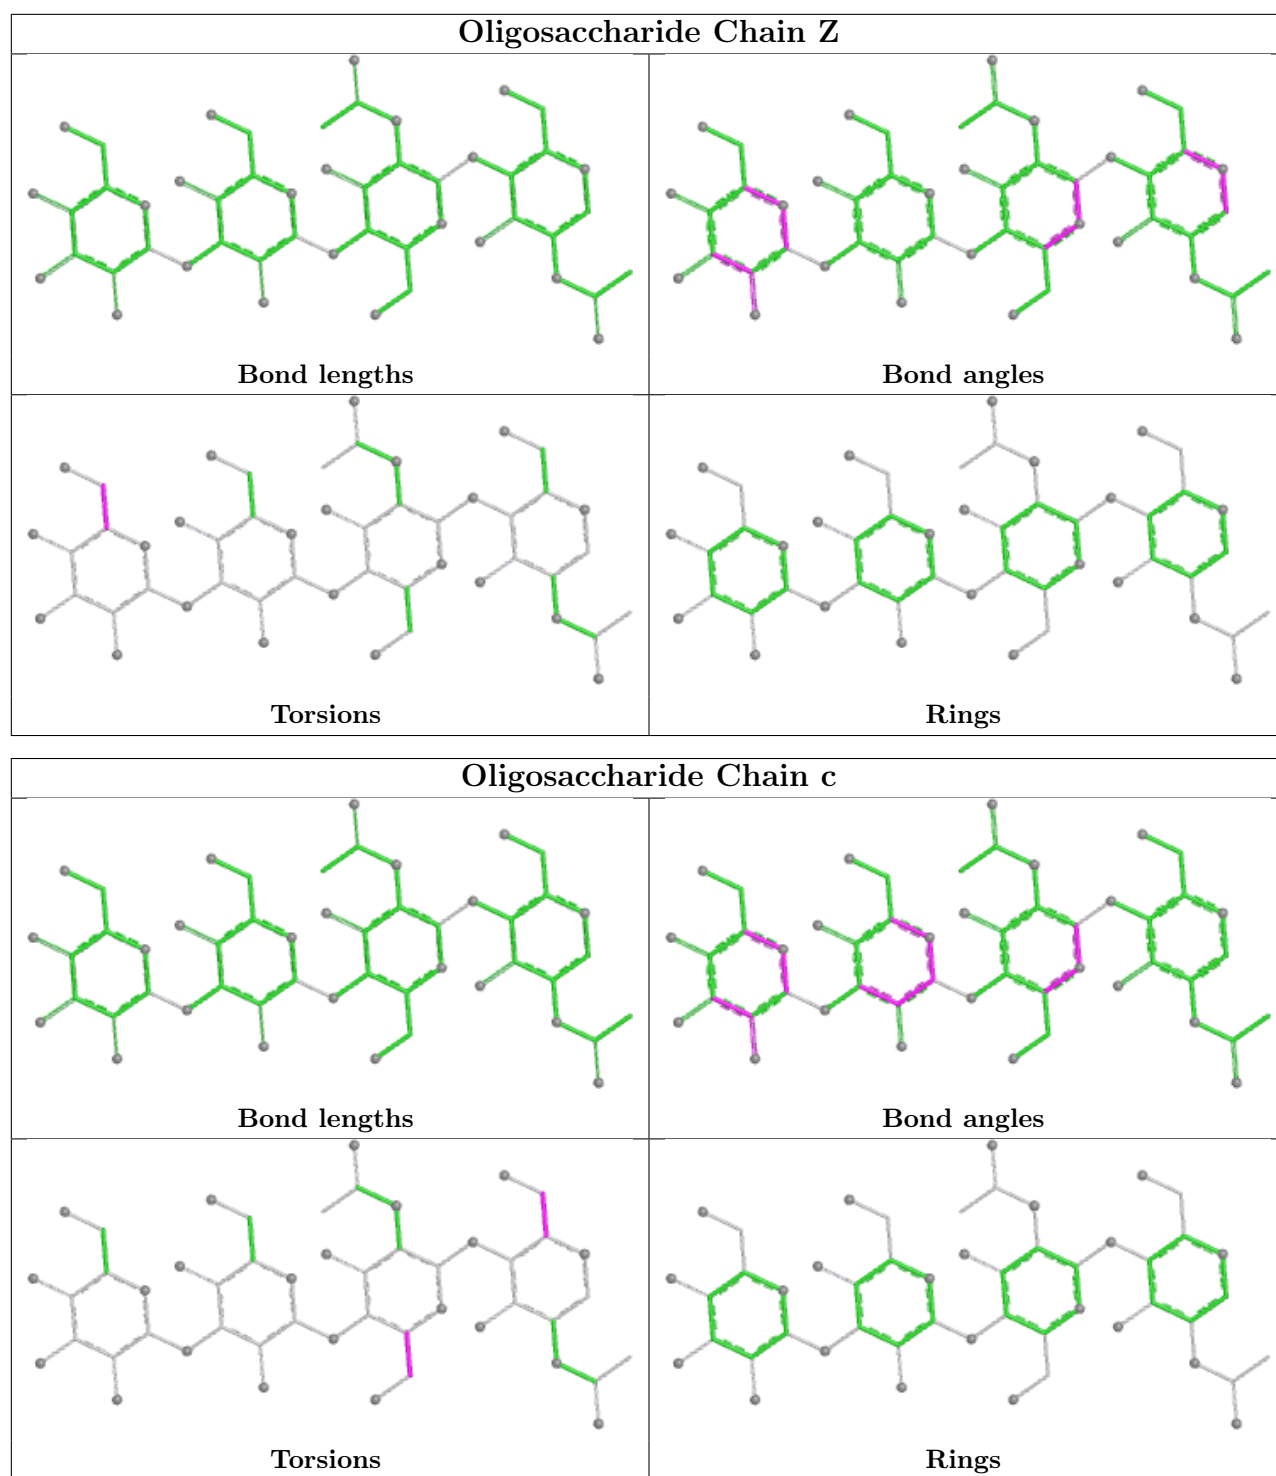 Oligosaccharide Chain Z
Bond lengths
Bond angles
Torsions
Rings
Oligosaccharide Chain c
Bond lengths
Bond angles
Torsions
Rings